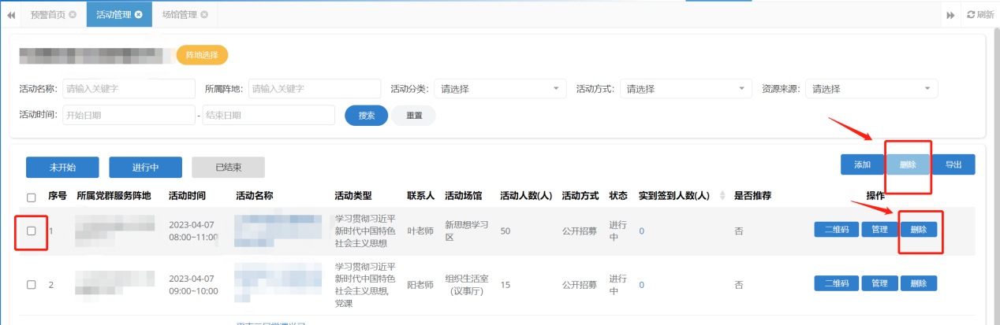 预警首页 活动管理 场馆管理 刷新
阵地选择
活动名称: 请输入关键字 所属阵地: 请输入关键字 活动分类: 请选择 活动方式: 请选择 资源来源: 请选择
活动时间: 开始日期 - 结束日期 搜索 重置
未开始 进行中 已结束 添加 删除 导出
序号 所属党群服务阵地 活动时间 活动名称 活动类型 联系人 活动场馆 活动人数(人) 活动方式 状态 实到签到人数(人) 是否推荐 操作
1 2023-04-07 08:00~11:00 学习贯彻习近平新时代中国特色社会主义思想 叶老师 新思想学习区 50 公开招募 进行中 0 否 二维码 管理 删除
2 2023-04-07 09:00~10:00 学习贯彻习近平新时代中国特色社会主义思想,党课 阳老师 组织生活室(议事厅) 15 公开招募 进行中 0 否 二维码 管理 删除